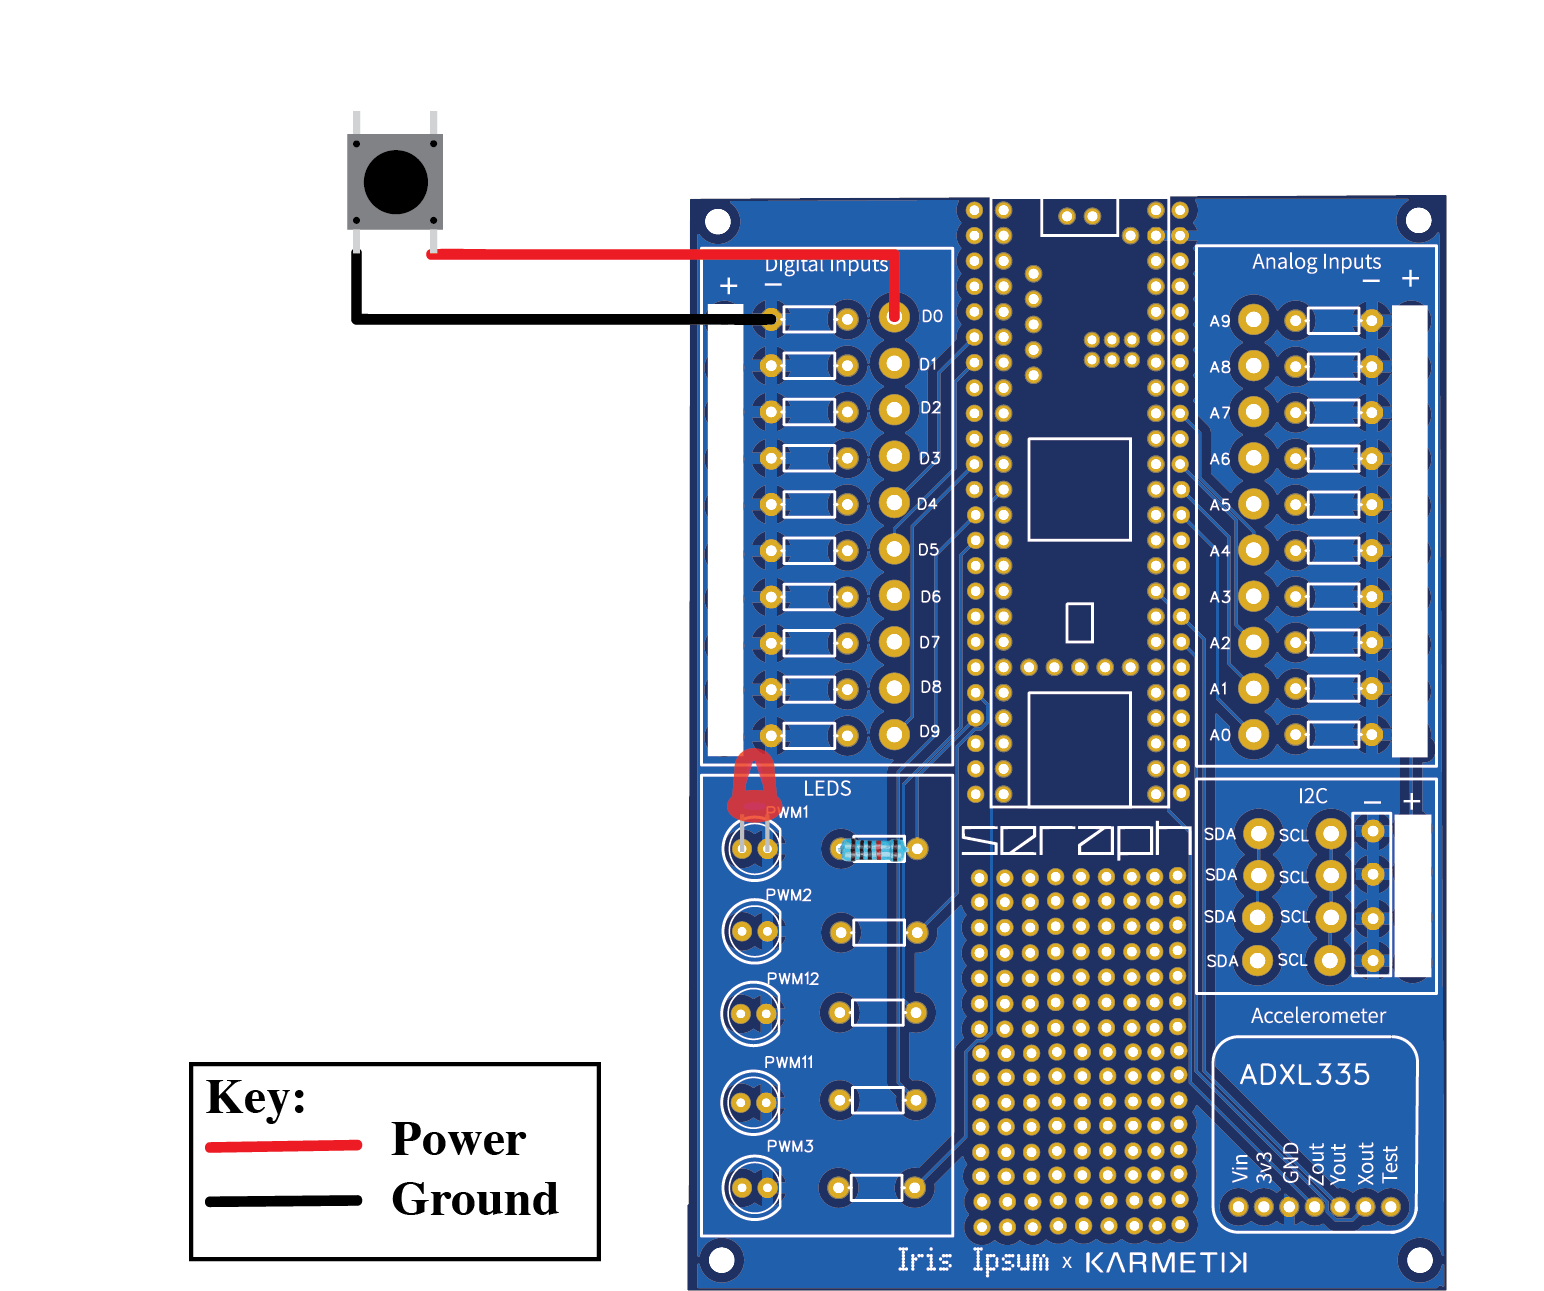 Digital Inputs
+ −
D0
D1
D2
D3
D4
D5
D6
D7
D8
D9
Analog Inputs
− +
A9
A8
A7
A6
A5
A4
A3
A2
A1
A0
LEDS
PWM1
PWM2
PWM12
PWM11
PWM3
seraph
I2C
− +
SDA SCL
SDA SCL
SDA SCL
SDA SCL
Accelerometer
ADXL335
Vin
3v3
GND
Zout
Yout
Xout
Test
Iris Ipsum x KARMETIK
Key:
Power
Ground